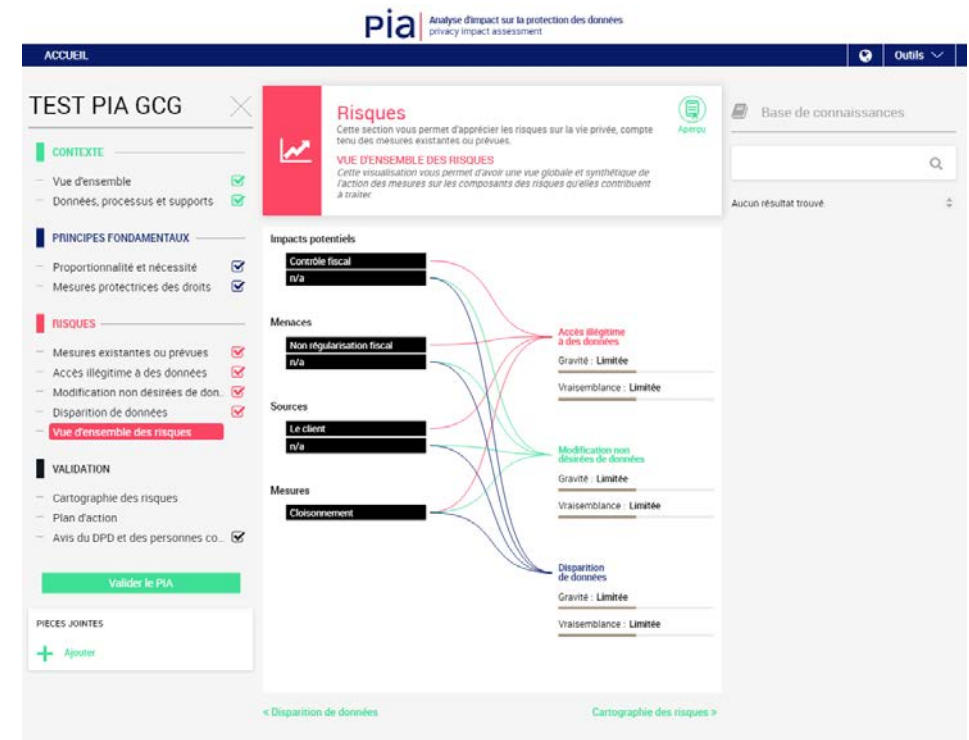 pia
Analyse d'impact sur la protection des données
privacy impact assessment
ACCUEIL
Outils
TEST PIA GCG
CONTEXTE
Vue d'ensemble
Données, processus et supports
PRINCIPES FONDAMENTAUX
Proportionnalité et nécessité
Mesures protectrices des droits
RISQUES
Mesures existantes ou prévues
Accès illégitime à des données
Modification non désirées de don..
Disparition de données
Vue d'ensemble des risques
VALIDATION
Cartographie des risques
Plan d'action
Avis du DPD et des personnes co..
Valider le PIA
PIECES JOINTES
Ajouter
Risques
Cette section vous permet d'apprécier les risques sur la vie privée, compte
tenu des mesures existantes ou prévues.
VUE D'ENSEMBLE DES RISQUES
Cette visualisation vous permet d'avoir une vue globale et synthétique de
l'action des mesures sur les composants des risques qu'elles contribuent
à traiter.
Aperçu
Impacts potentiels
Contrôle fiscal
n/a
Menaces
Non régularisation fiscal
n/a
Sources
Le client
n/a
Mesures
Cloisonnement
Accès illégitime
à des données
Gravité : Limitée
Vraisemblance : Limitée
Modification non
désirées de données
Gravité : Limitée
Vraisemblance : Limitée
Disparition
de données
Gravité : Limitée
Vraisemblance : Limitée
< Disparition de données
Cartographie des risques >
Base de connaissances
Aucun résultat trouvé